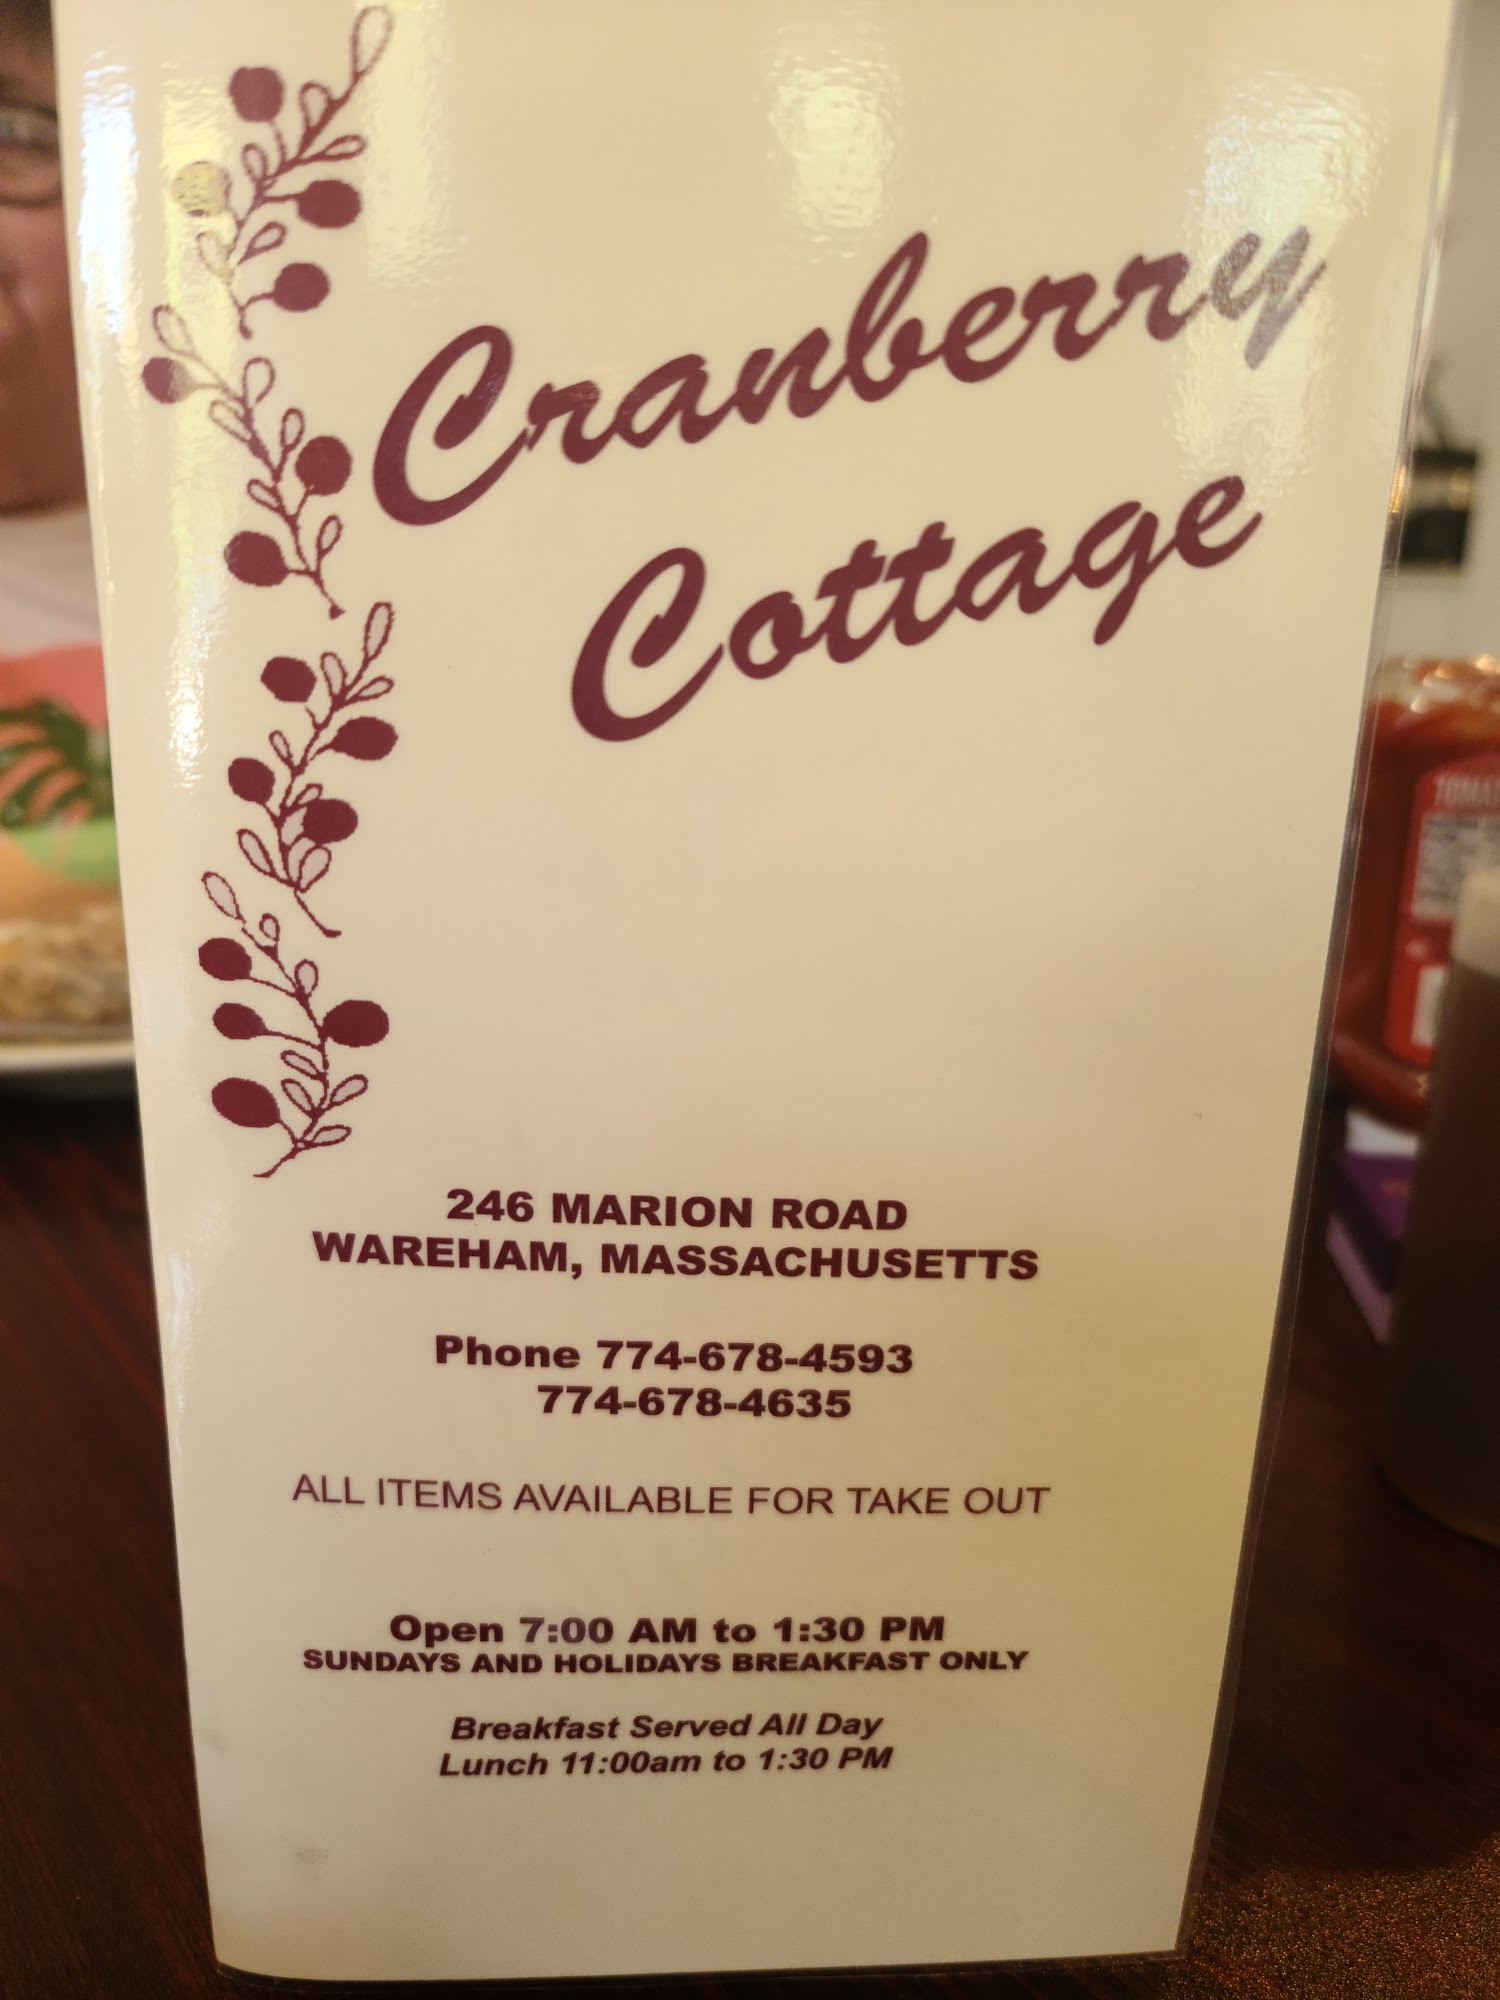 Cranberry
Cottage
246 MARION ROAD
WAREHAM, MASSACHUSETTS
Phone 774-678-4593
774-678-4635
ALL ITEMS AVAILABLE FOR TAKE OUT
Open 7:00 AM to 1:30 PM
SUNDAYS AND HOLIDAYS BREAKFAST ONLY
Breakfast Served All Day
Lunch 11:00am to 1:30 PM